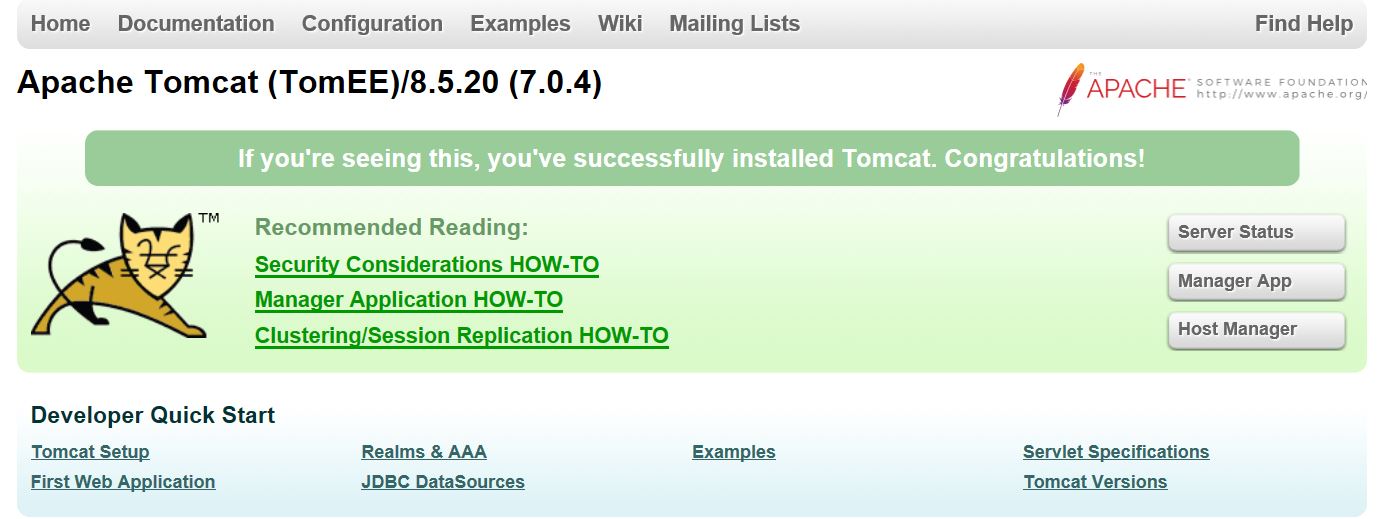 Home Documentation Configuration Examples Wiki Mailing Lists Find Help
Apache Tomcat (TomEE)/8.5.20 (7.0.4)
THE
APACHE® SOFTWARE FOUNDATION
http://www.apache.org/
If you're seeing this, you've successfully installed Tomcat. Congratulations!
TM
Recommended Reading:
Security Considerations HOW-TO
Manager Application HOW-TO
Clustering/Session Replication HOW-TO
Server Status
Manager App
Host Manager
Developer Quick Start
Tomcat Setup
First Web Application
Realms & AAA
JDBC DataSources
Examples
Servlet Specifications
Tomcat Versions